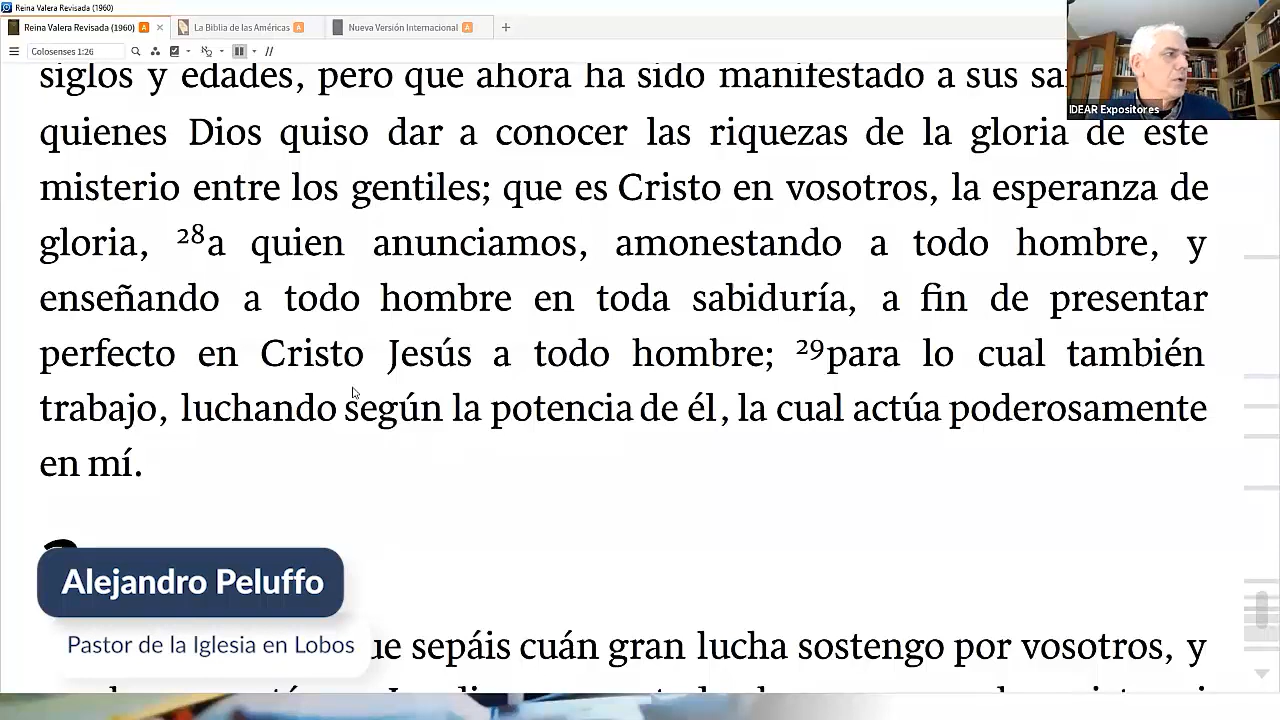 Reina Valera Revisada (1960)
Reina Valera Revisada (1960) A
La Biblia de las Américas A
Nueva Versión Internacional A
Colosenses 1:26
IDEAR Expositores
siglos y edades, pero que ahora ha sido manifestado a sus
quienes Dios quiso dar a conocer las riquezas de la gloria de este
misterio entre los gentiles; que es Cristo en vosotros, la esperanza de
gloria, 28a quien anunciamos, amonestando a todo hombre, y
enseñando a todo hombre en toda sabiduría, a fin de presentar
perfecto en Cristo Jesús a todo hombre; 29para lo cual también
trabajo, luchando según la potencia de él, la cual actúa poderosamente
en mí.
Alejandro Peluffo
Pastor de la Iglesia en Lobos
sepáis cuán gran lucha sostengo por vosotros, y